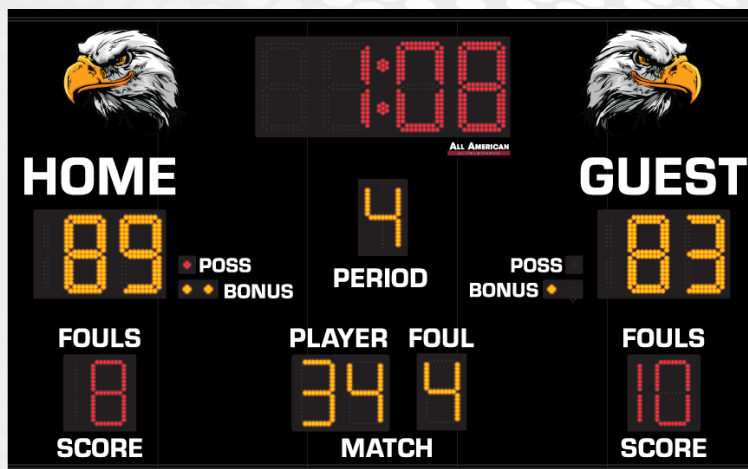 1:08
ALL AMERICAN
HOME
GUEST
4
89
83
POSS
BONUS
PERIOD
POSS
BONUS
FOULS
PLAYER FOUL
FOULS
8
34 4
10
SCORE
MATCH
SCORE